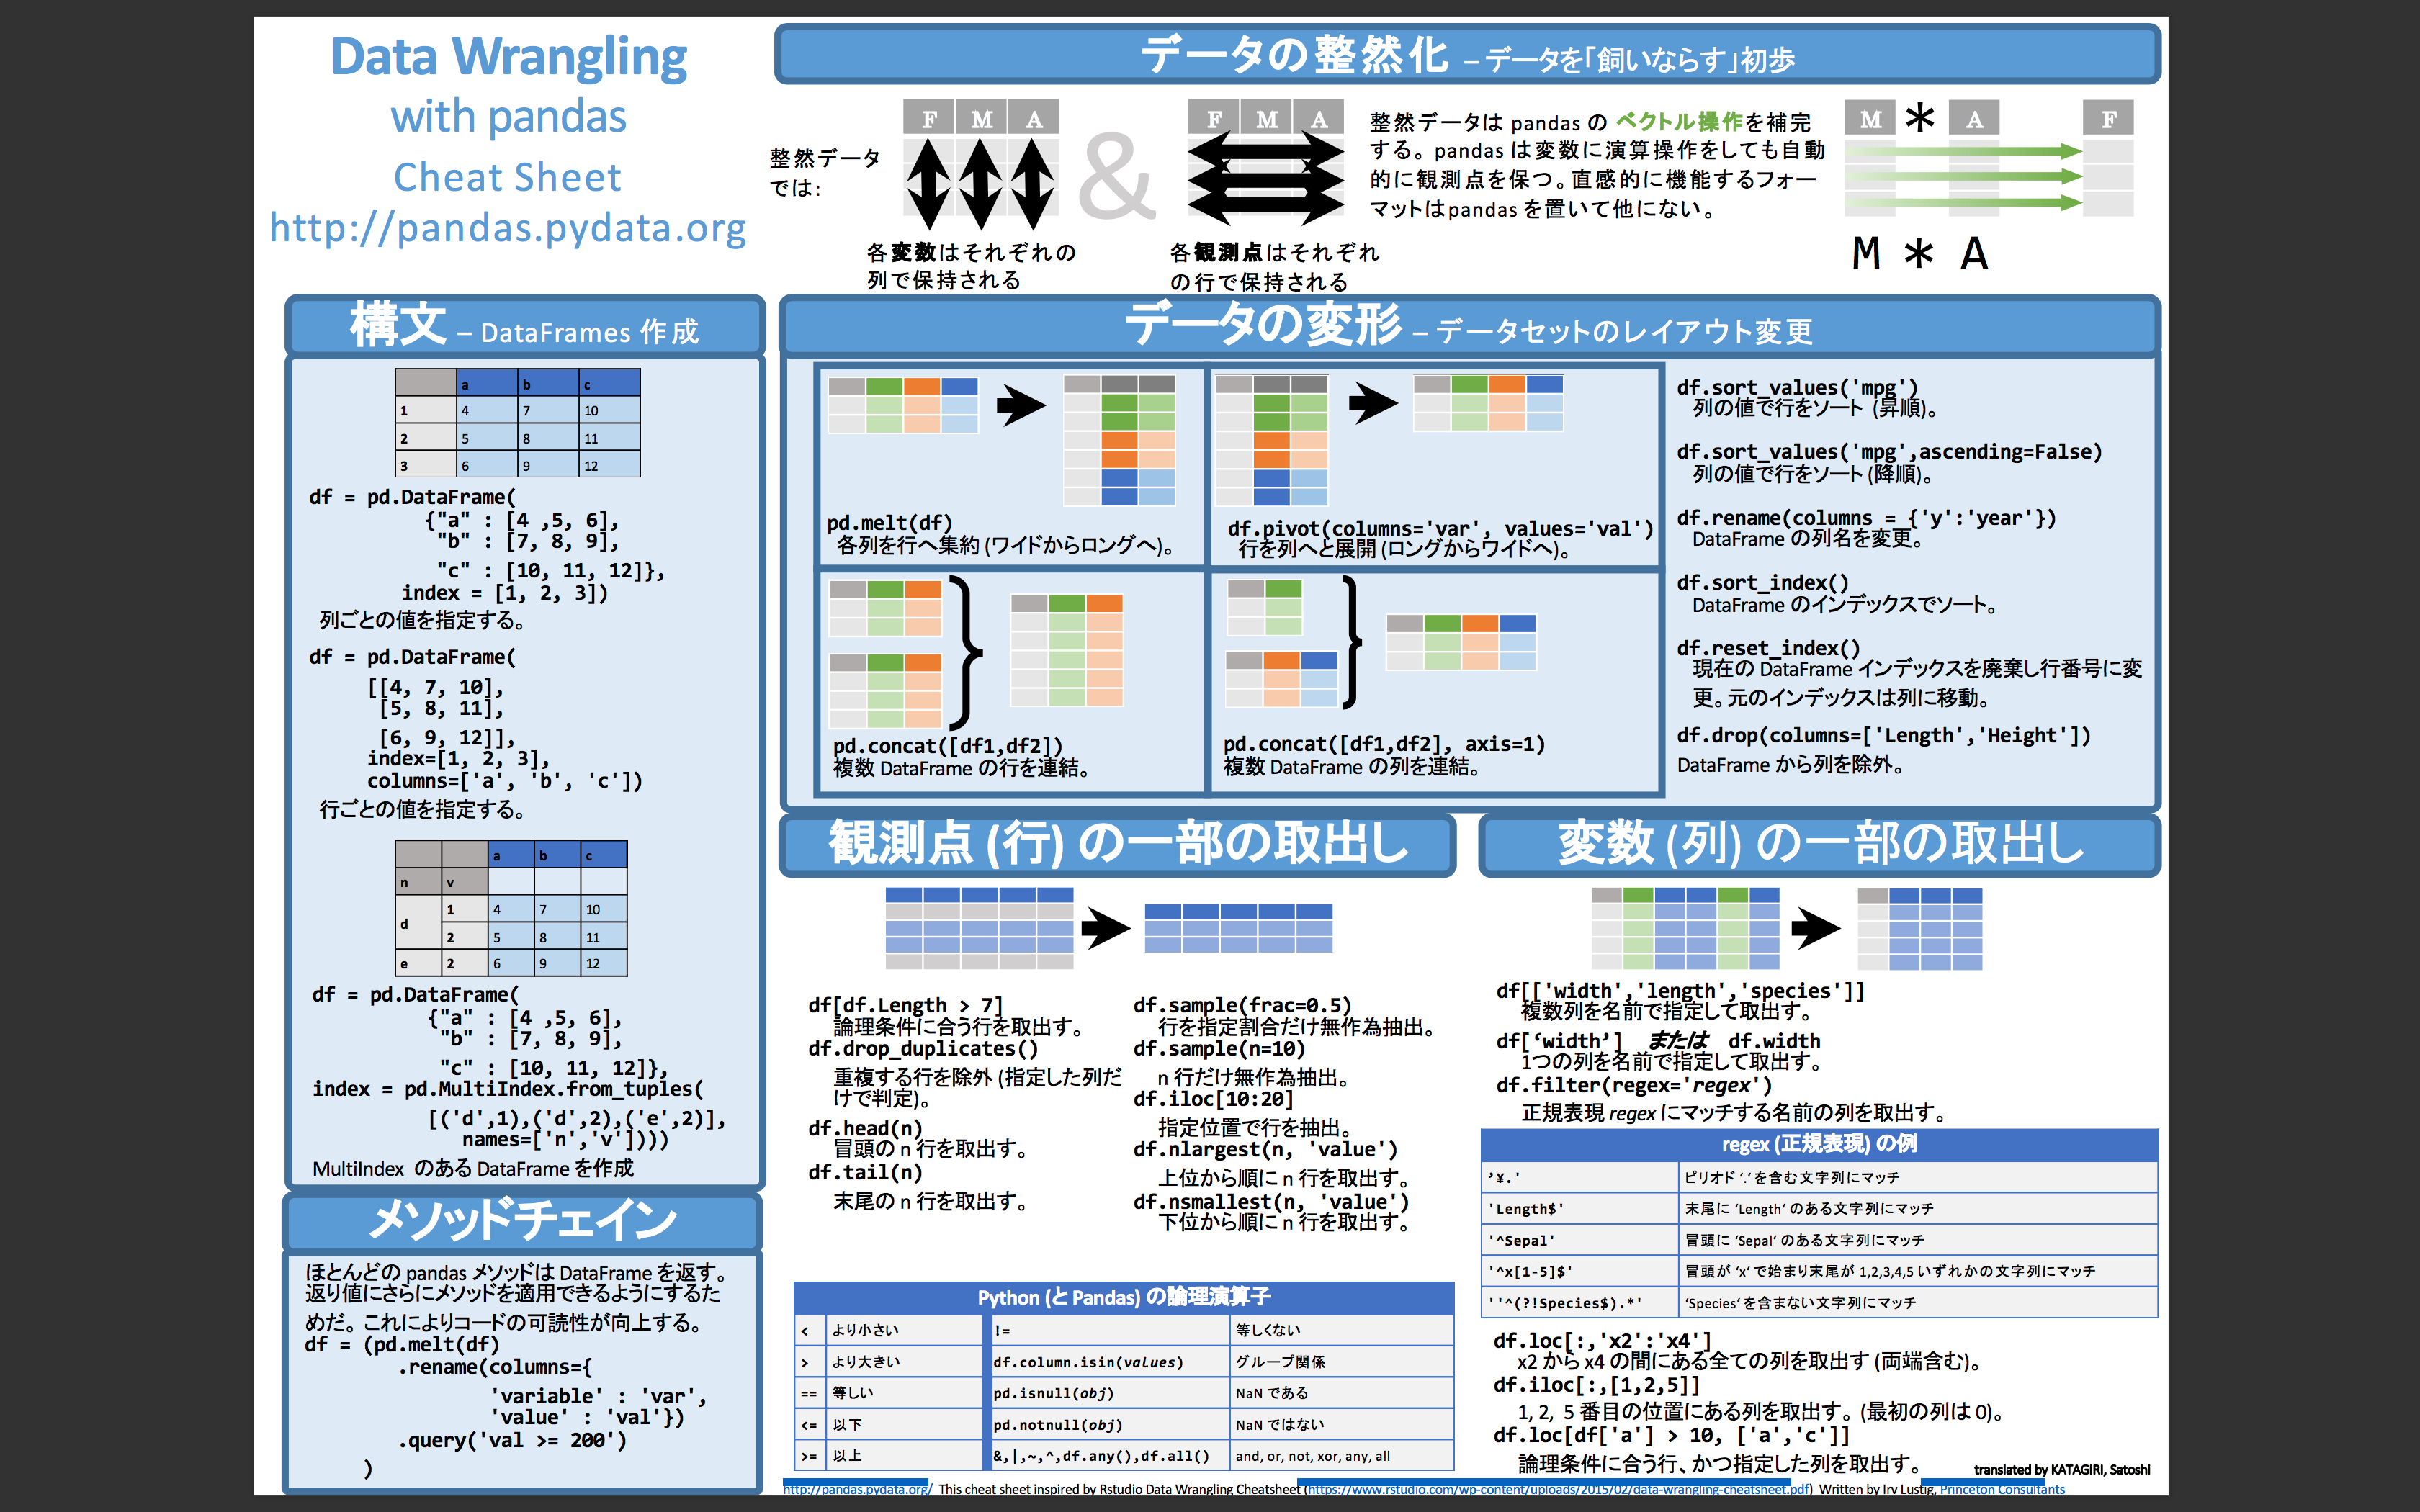 Data Wrangling
with pandas
Cheat Sheet
http://pandas.pydata.org
データの整然化 – データを「飼いならす」初歩
整然データ
では:
F M A
&
F M A
各変数はそれぞれの
列で保持される
各観測点はそれぞれ
の行で保持される
整然データは pandas の ベクトル操作を補完
する。pandas は変数に演算操作をしても自動
的に観測点を保つ。直感的に機能するフォー
マットはpandas を置いて他にない。
M * A F
M * A
構文 – DataFrames 作成
a b c
1 4 7 10
2 5 8 11
3 6 9 12
df = pd.DataFrame(
{"a" : [4 ,5, 6],
"b" : [7, 8, 9],
"c" : [10, 11, 12]},
index = [1, 2, 3])
列ごとの値を指定する。
df = pd.DataFrame(
[[4, 7, 10],
[5, 8, 11],
[6, 9, 12]],
index=[1, 2, 3],
columns=['a', 'b', 'c'])
行ごとの値を指定する。
a b c
n v
d 1 4 7 10
2 5 8 11
e 2 6 9 12
df = pd.DataFrame(
{"a" : [4 ,5, 6],
"b" : [7, 8, 9],
"c" : [10, 11, 12]},
index = pd.MultiIndex.from_tuples(
[('d',1),('d',2),('e',2)],
names=['n','v'])))
MultiIndex のある DataFrame を作成
メソッドチェイン
ほとんどの pandas メソッドは DataFrame を返す。
返り値にさらにメソッドを適用できるようにするた
めだ。これによりコードの可読性が向上する。
df = (pd.melt(df)
.rename(columns={
'variable' : 'var',
'value' : 'val'})
.query('val >= 200')
)
データの変形 – データセットのレイアウト変更
pd.melt(df)
各列を行へ集約 (ワイドからロングへ)。
df.pivot(columns='var', values='val')
行を列へと展開 (ロングからワイドへ)。
pd.concat([df1,df2])
複数 DataFrame の行を連結。
pd.concat([df1,df2], axis=1)
複数 DataFrame の列を連結。
df.sort_values('mpg')
列の値で行をソート (昇順)。
df.sort_values('mpg',ascending=False)
列の値で行をソート (降順)。
df.rename(columns = {'y':'year'})
DataFrame の列名を変更。
df.sort_index()
DataFrame のインデックスでソート。
df.reset_index()
現在の DataFrame インデックスを廃棄し行番号に変
更。元のインデックスは列に移動。
df.drop(columns=['Length','Height'])
DataFrame から列を除外。
観測点 (行) の一部の取出し
df[df.Length > 7]
論理条件に合う行を取出す。
df.drop_duplicates()
重複する行を除外 (指定した列だ
けで判定)。
df.head(n)
冒頭の n 行を取出す。
df.tail(n)
末尾の n 行を取出す。
df.sample(frac=0.5)
行を指定割合だけ無作為抽出。
df.sample(n=10)
n 行だけ無作為抽出。
df.iloc[10:20]
指定位置で行を抽出。
df.nlargest(n, 'value')
上位から順に n 行を取出す。
df.nsmallest(n, 'value')
下位から順に n 行を取出す。
Python (と Pandas) の論理演算子
< より小さい != 等しくない
> より大きい df.column.isin(values) グループ関係
== 等しい pd.isnull(obj) NaN である
<= 以下 pd.notnull(obj) NaN ではない
>= 以上 &,|,~,^,df.any(),df.all() and, or, not, xor, any, all
変数 (列) の一部の取出し
df[['width','length','species']]
複数列を名前で指定して取出す。
df[‘width’] または df.width
1つの列を名前で指定して取出す。
df.filter(regex='regex')
正規表現 regex にマッチする名前の列を取出す。
regex (正規表現) の例
’¥.' ピリオド ‘.‘ を含む文字列にマッチ
'Length$' 末尾に ‘Length‘ のある文字列にマッチ
'^Sepal' 冒頭に ‘Sepal‘ のある文字列にマッチ
'^x[1-5]$' 冒頭が ‘x‘ で始まり末尾が 1,2,3,4,5 いずれかの文字列にマッチ
''^(?!Species$).*' ‘Species‘ を含まない文字列にマッチ
df.loc[:,'x2':'x4']
x2 から x4 の間にある全ての列を取出す (両端含む)。
df.iloc[:,[1,2,5]]
1, 2, 5 番目の位置にある列を取出す。(最初の列は 0)。
df.loc[df['a'] > 10, ['a','c']]
論理条件に合う行、かつ指定した列を取出す。
translated by KATAGIRI, Satoshi
http://pandas.pydata.org/ This cheat sheet inspired by Rstudio Data Wrangling Cheatsheet (https://www.rstudio.com/wp-content/uploads/2015/02/data-wrangling-cheatsheet.pdf) Written by Irv Lustig, Princeton Consultants